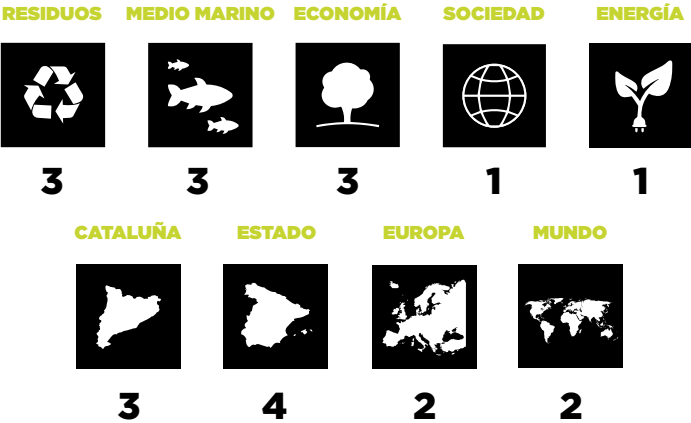 RESIDUOS MEDIO MARINO ECONOMÍA SOCIEDAD ENERGÍA
3 3 3 1 1
CATALUÑA ESTADO EUROPA MUNDO
3 4 2 2